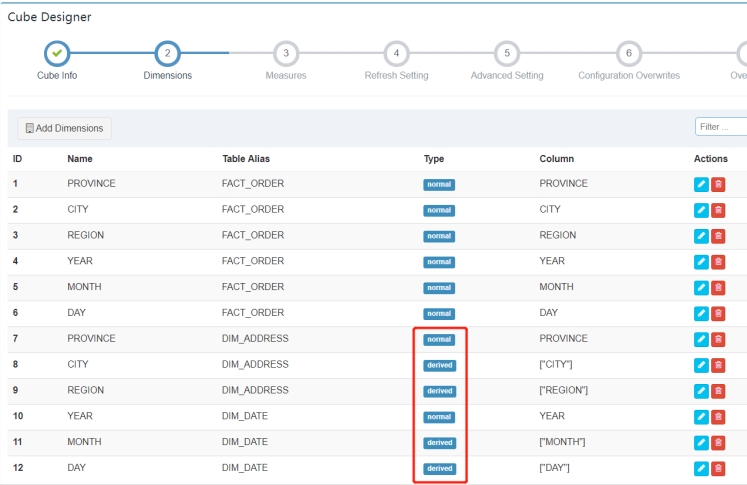 Cube Designer
2 3 4 5 6
Cube Info Dimensions Measures Refresh Setting Advanced Setting Configuration Overwrites Ove
Add Dimensions Filter ...
ID Name Table Alias Type Column Actions
1 PROVINCE FACT_ORDER normal PROVINCE
2 CITY FACT_ORDER normal CITY
3 REGION FACT_ORDER normal REGION
4 YEAR FACT_ORDER normal YEAR
5 MONTH FACT_ORDER normal MONTH
6 DAY FACT_ORDER normal DAY
7 PROVINCE DIM_ADDRESS normal PROVINCE
8 CITY DIM_ADDRESS derived ["CITY"]
9 REGION DIM_ADDRESS derived ["REGION"]
10 YEAR DIM_DATE normal YEAR
11 MONTH DIM_DATE derived ["MONTH"]
12 DAY DIM_DATE derived ["DAY"]